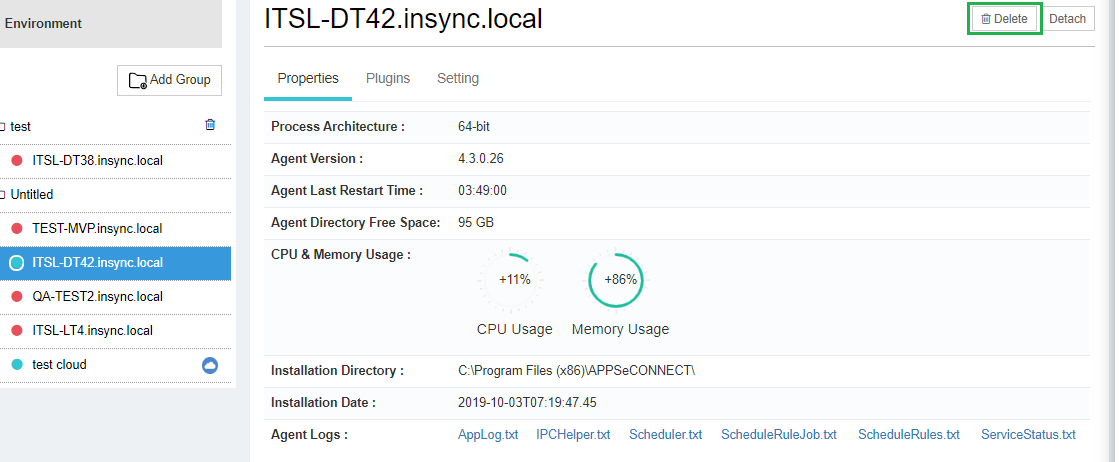 Environment
Add Group
test
ITSL-DT38.insync.local
Untitled
TEST-MVP.insync.local
ITSL-DT42.insync.local
QA-TEST2.insync.local
ITSL-LT4.insync.local
test cloud
ITSL-DT42.insync.local
Delete Detach
Properties Plugins Setting
Process Architecture : 64-bit
Agent Version : 4.3.0.26
Agent Last Restart Time : 03:49:00
Agent Directory Free Space: 95 GB
CPU & Memory Usage :
+11% +86%
CPU Usage Memory Usage
Installation Directory : C:\Program Files (x86)\APPSeCONNECT\
Installation Date : 2019-10-03T07:19:47.45
Agent Logs : AppLog.txt IPCHelper.txt Scheduler.txt ScheduleRuleJob.txt ScheduleRules.txt ServiceStatus.txt